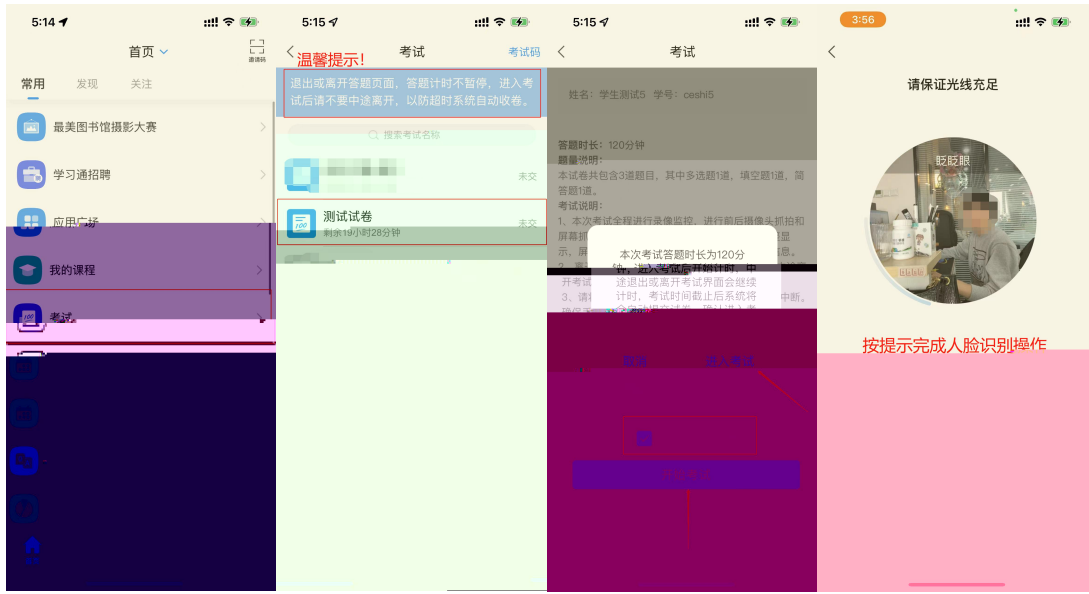 5:14
首页
邀请码
常用
发现
关注
最美图书馆摄影大赛
学习通招聘
应用广场
我的课程
考试
5:15
考试
考试码
温馨提示！
退出或离开答题页面，答题计时不暂停，进入考
试后请不要中途离开，以防超时系统自动收卷。
搜索考试名称
未交
测试试卷
剩余19小时28分钟
未交
5:15
考试
姓名：学生测试5 学号：ceshi5
答题时长：120分钟
题量说明：
本试卷共包含3道题目，其中多选题1道，填空题1道，简
答题1道。
考试说明：
1、本次考试全程进行录像监控、进行前后摄像头抓拍和
屏幕抓
本次考试答题时长为120分
钟，进入考试后开始计时，中
途退出或离开考试界面会继续
计时，考试时间截止后系统将
开考试
3、请
中断。
取消
进入考试
3:56
请保证光线充足
眨眨眼
按提示完成人脸识别操作